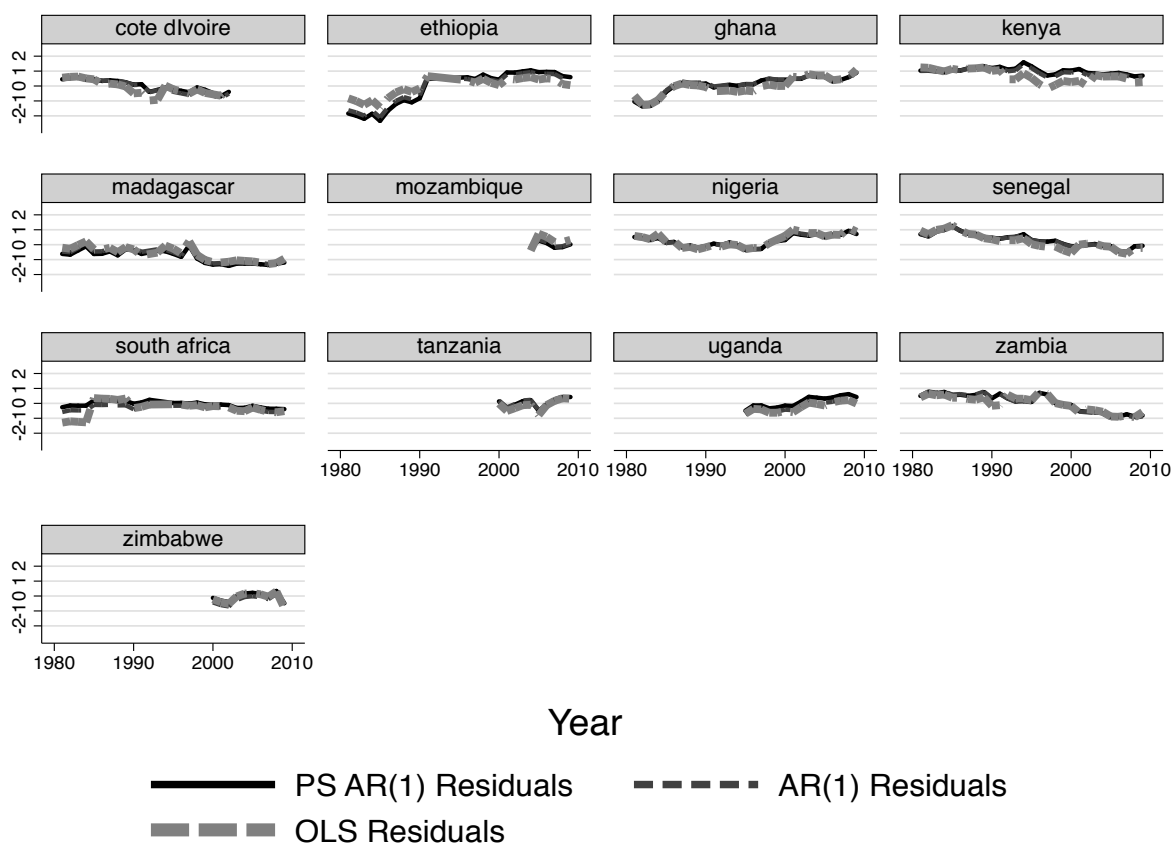 cote dIvoire
ethiopia
ghana
kenya
-2 -1 0 1 2
madagascar
mozambique
nigeria
senegal
-2 -1 0 1 2
south africa
tanzania
uganda
zambia
-2 -1 0 1 2
1980 1990 2000 2010
1980 1990 2000 2010
1980 1990 2000 2010
zimbabwe
-2 -1 0 1 2
1980 1990 2000 2010
Year
PS AR(1) Residuals
AR(1) Residuals
OLS Residuals